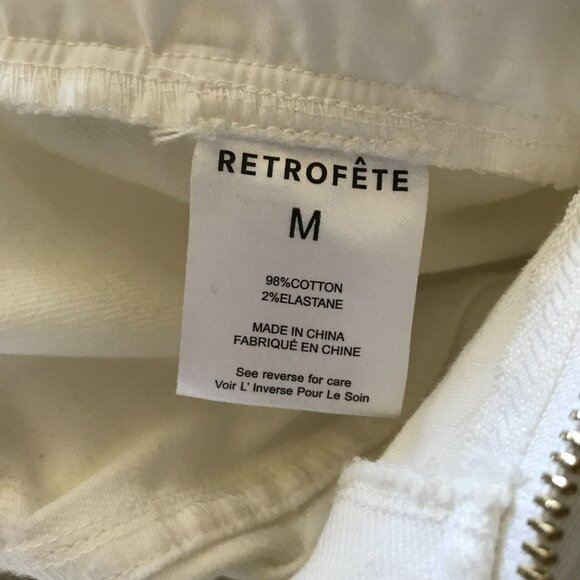 RETROFÊTE
M
98%COTTON
2%ELASTANE
MADE IN CHINA
FABRIQUÉ EN CHINE
See reverse for care
Voir L' Inverse Pour Le Soin